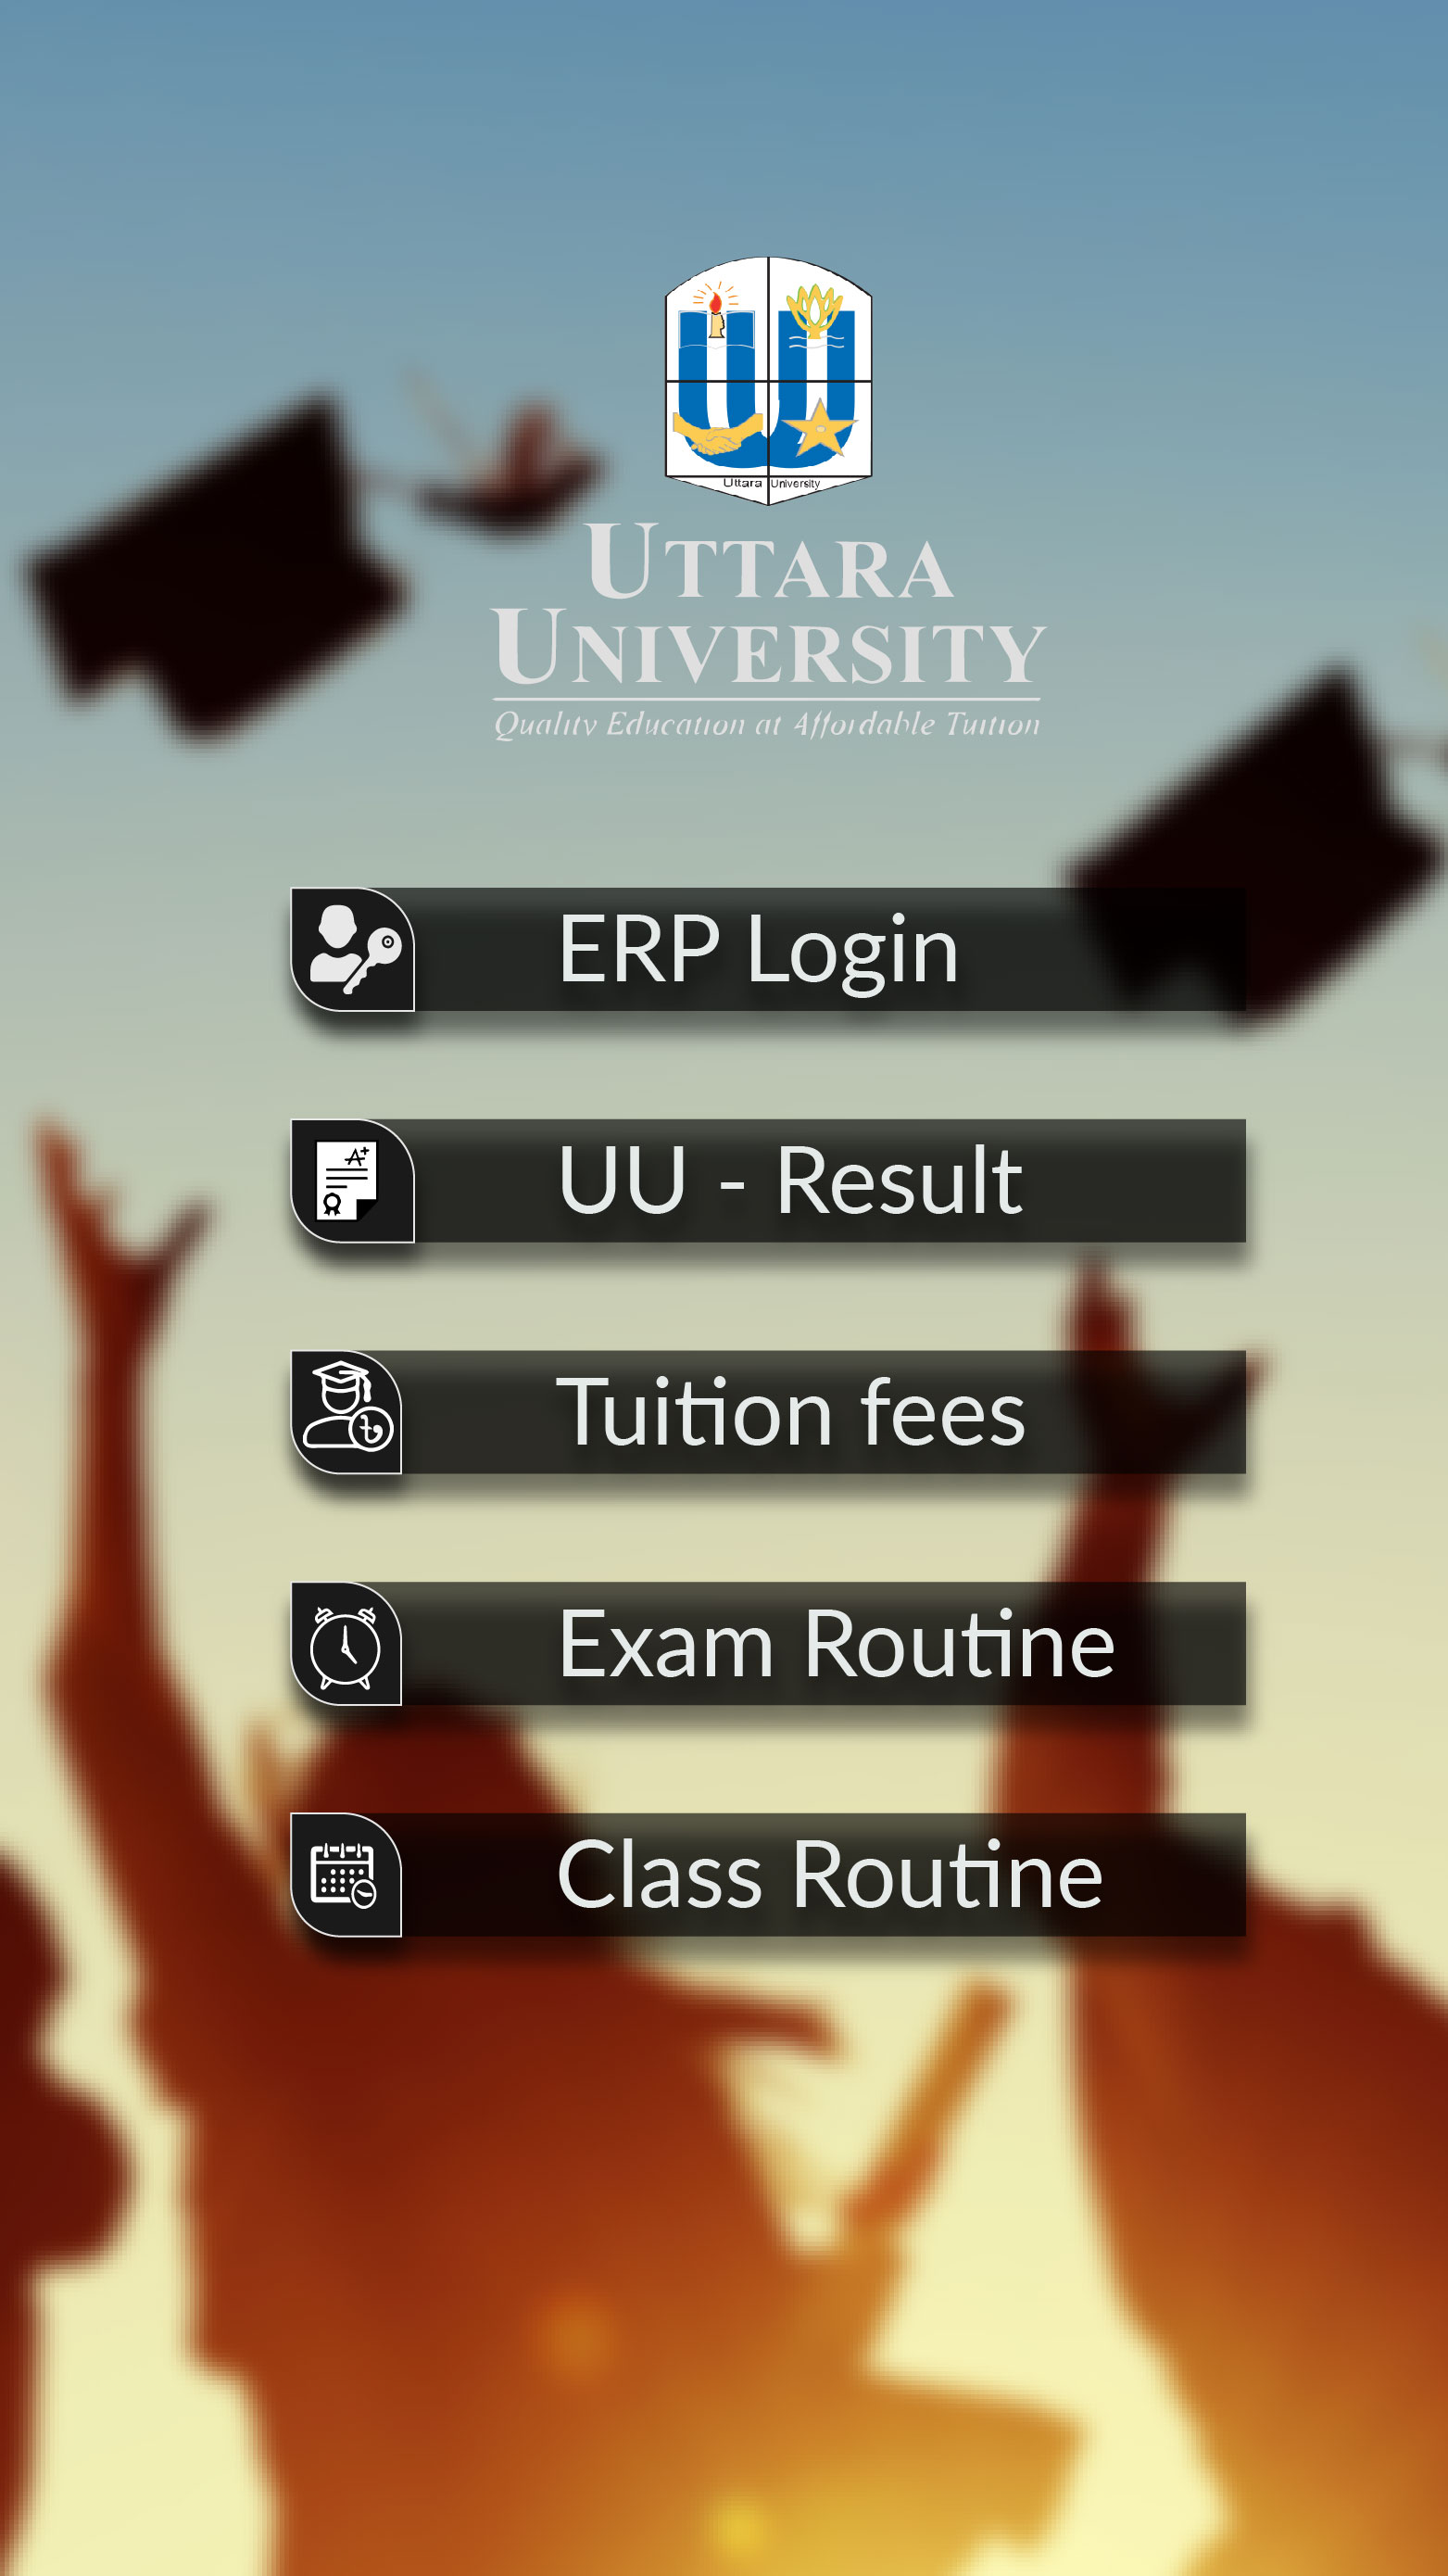 Uttara University
UTTARA
UNIVERSITY
Quality Education at Affordable Tuition
ERP Login
A+
UU - Result
Tuition fees
৳
Exam Routine
Class Routine